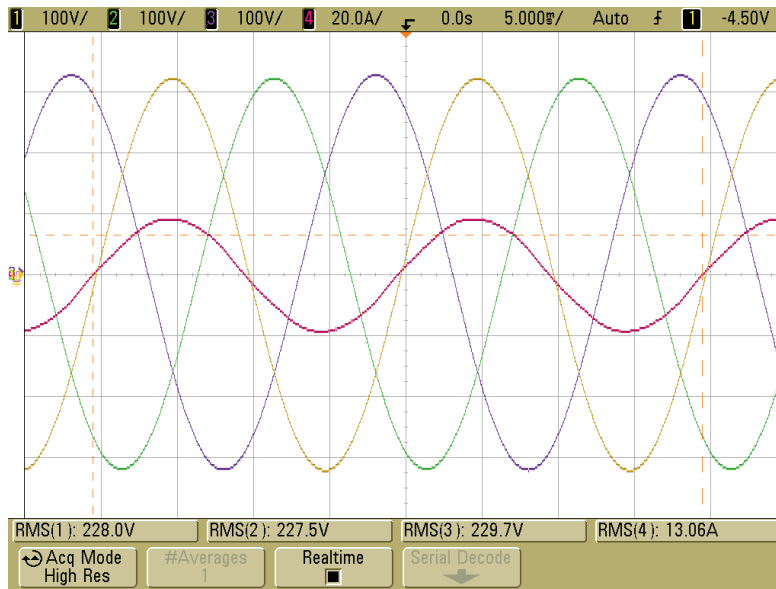 1 100V/ 2 100V/ 3 100V/ 4 20.0A/ 0.0s 5.000m/ Auto 1 -4.50V
RMS(1): 228.0V RMS(2): 227.5V RMS(3): 229.7V RMS(4): 13.06A
Acq Mode #Averages Realtime Serial Decode
High Res 1